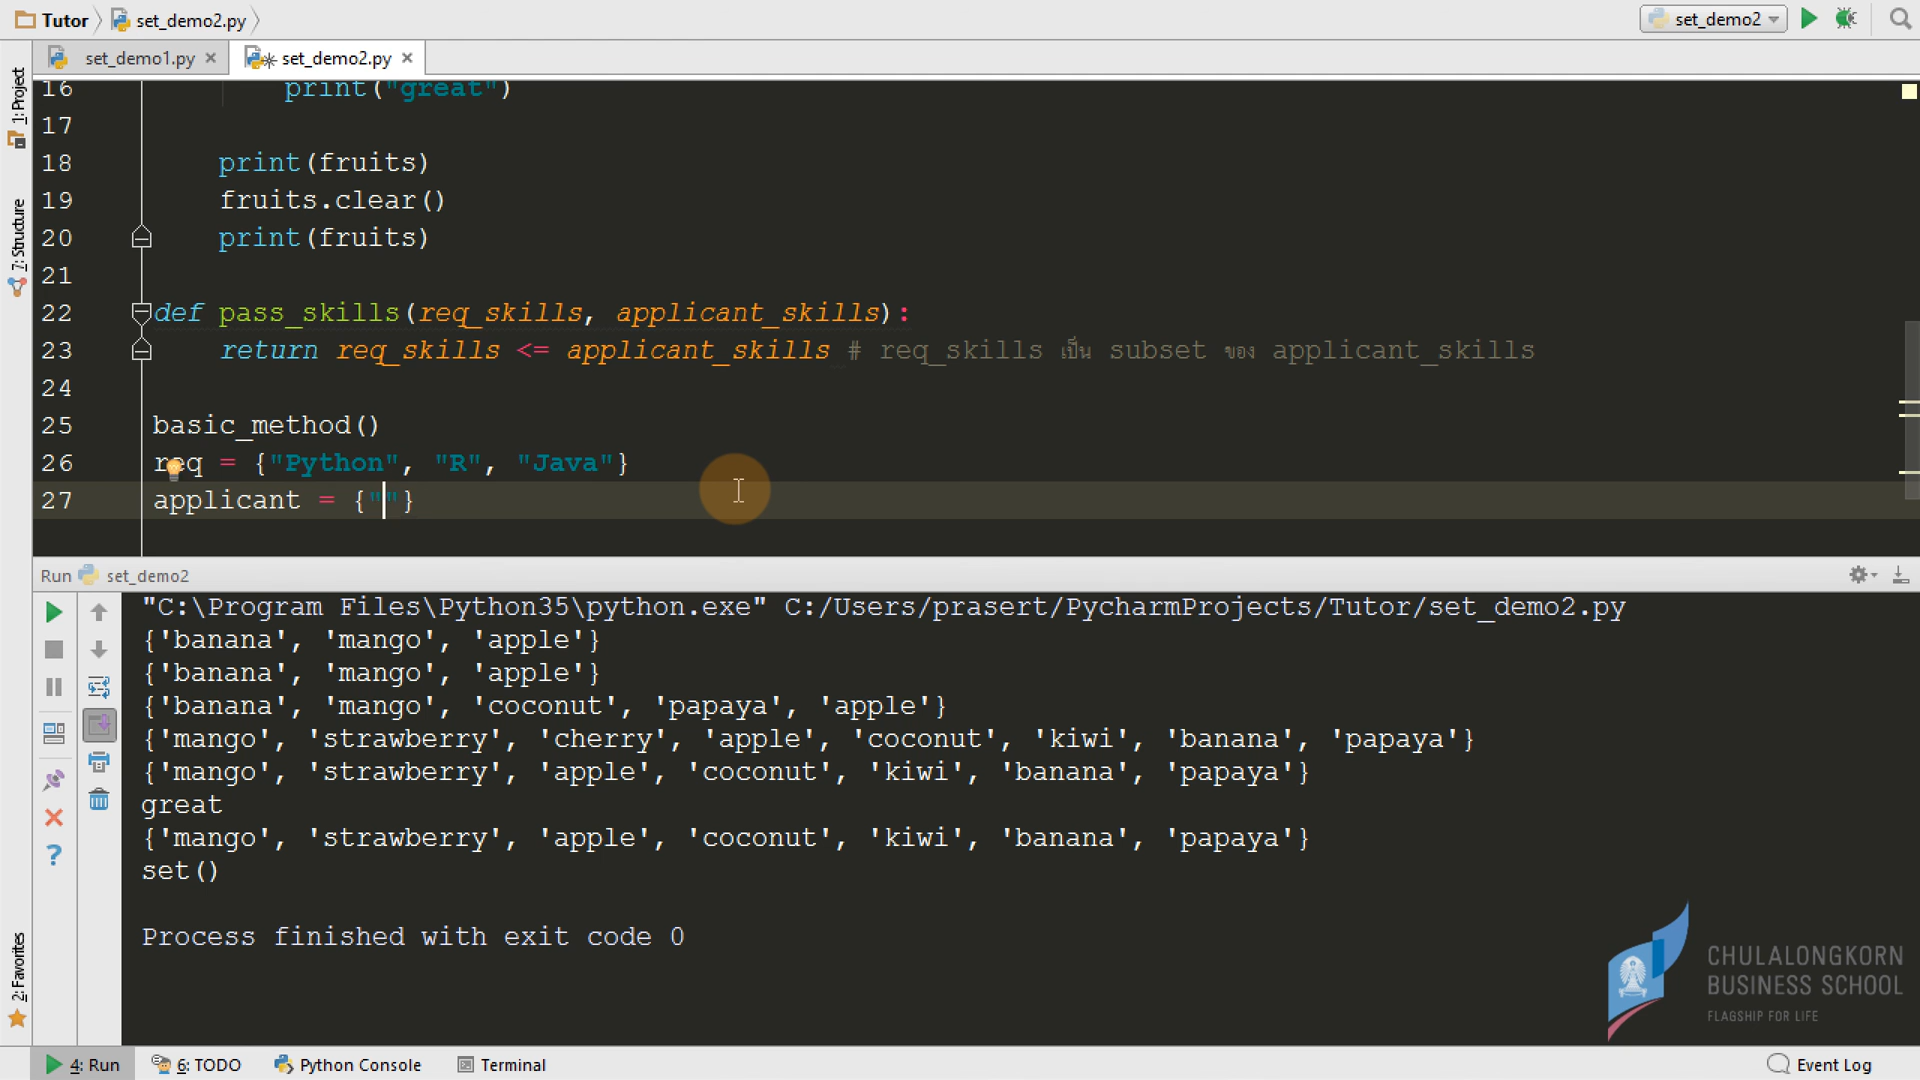 Tutor set_demo2.py set_demo2
set_demo1.py set_demo2.py
16 print("great")
17
18 print(fruits)
19 fruits.clear()
20 print(fruits)
21
22 def pass_skills(req_skills, applicant_skills):
23 return req_skills <= applicant_skills # req_skills เป็น subset ของ applicant_skills
24
25 basic_method()
26 req = {"Python", "R", "Java"}
27 applicant = {""}
1: Project
7: Structure
2: Favorites
Run set_demo2
"C:\Program Files\Python35\python.exe" C:/Users/prasert/PycharmProjects/Tutor/set_demo2.py
{'banana', 'mango', 'apple'}
{'banana', 'mango', 'apple'}
{'banana', 'mango', 'coconut', 'papaya', 'apple'}
{'mango', 'strawberry', 'cherry', 'apple', 'coconut', 'kiwi', 'banana', 'papaya'}
{'mango', 'strawberry', 'apple', 'coconut', 'kiwi', 'banana', 'papaya'}
great
{'mango', 'strawberry', 'apple', 'coconut', 'kiwi', 'banana', 'papaya'}
set()
Process finished with exit code 0
CHULALONGKORN
BUSINESS SCHOOL
FLAGSHIP FOR LIFE
4: Run 6: TODO Python Console Terminal Event Log